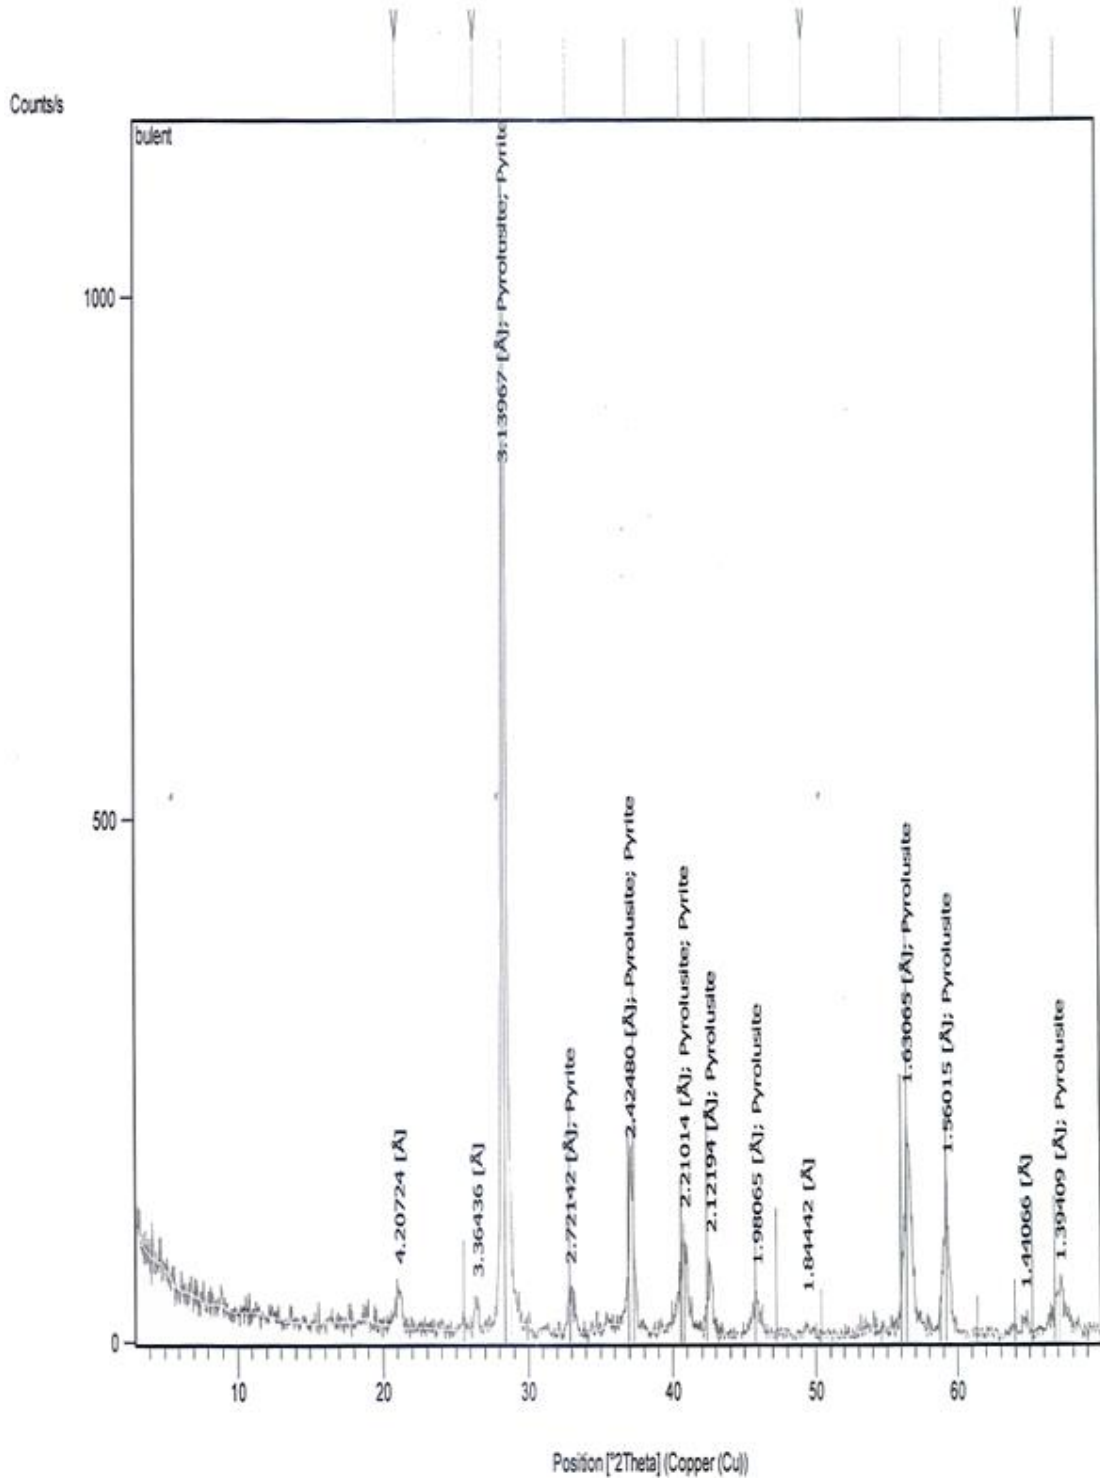 Counts/s
bulent
1000
500
0
3.13967 [Å]; Pyrolusite; Pyrite
4.20724 [Å]
3.36436 [Å]
2.72142 [Å]; Pyrite
2.42480 [Å]; Pyrolusite; Pyrite
2.21014 [Å]; Pyrolusite; Pyrite
2.12194 [Å]; Pyrolusite
1.98065 [Å]; Pyrolusite
1.84442 [Å]
1.63065 [Å]; Pyrolusite
1.56015 [Å]; Pyrolusite
1.44066 [Å]
1.39409 [Å]; Pyrolusite
10 20 30 40 50 60
Position [°2Theta] (Copper (Cu))